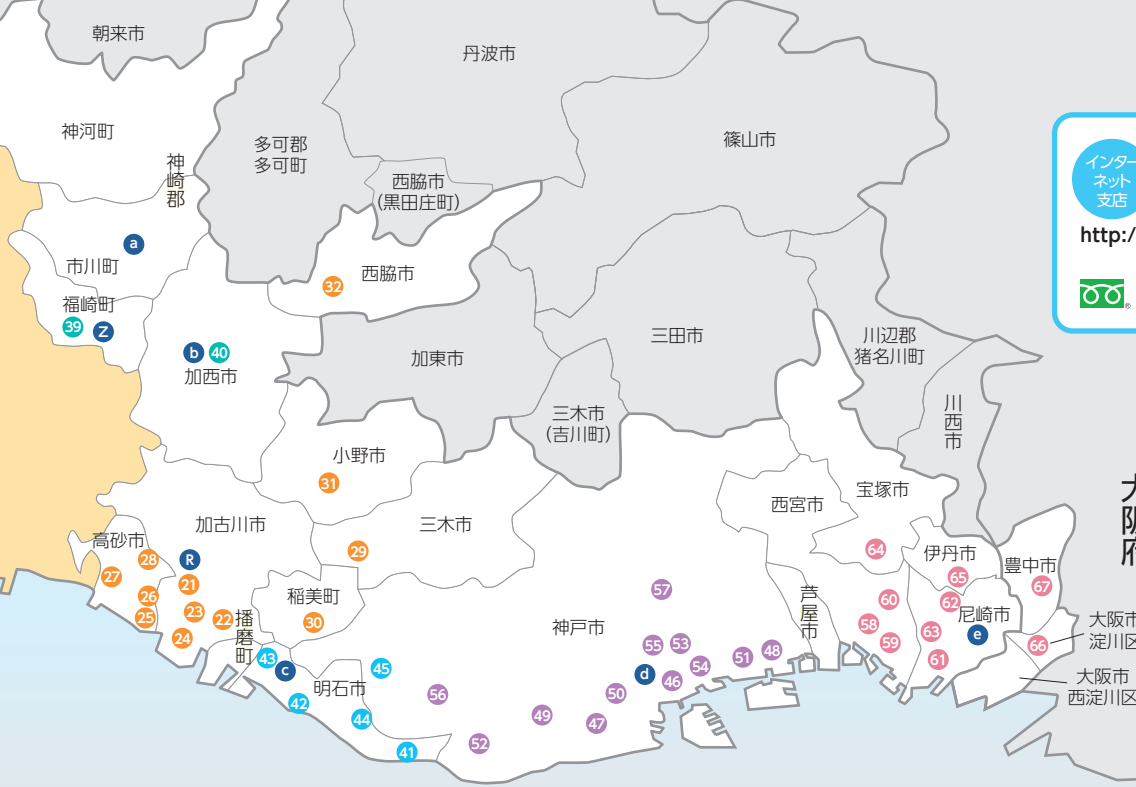 朝来市
丹波市
神河町
神崎郡
多可郡
多可町
篠山市
西脇市
(黒田庄町)
インター
ネット
支店
http:/
®
a
市川町
西脇市
32
福崎町
39
Z
b
40
加西市
加東市
三田市
川辺郡
猪名川町
川西市
三木市
(吉川町)
小野市
31
西宮市
宝塚市
加古川市
三木市
高砂市
28
R
29
27
21
26
25
23
22
24
播磨町
稲美町
30
43
c
明石市
45
42
44
41
56
52
49
神戸市
57
55
53
d
46
54
51
48
50
47
芦屋市
64
伊丹市
65
豊中市
67
60
62
尼崎市
58
63
e
59
61
66
大阪市
淀川区
大阪市
西淀川区
大阪府